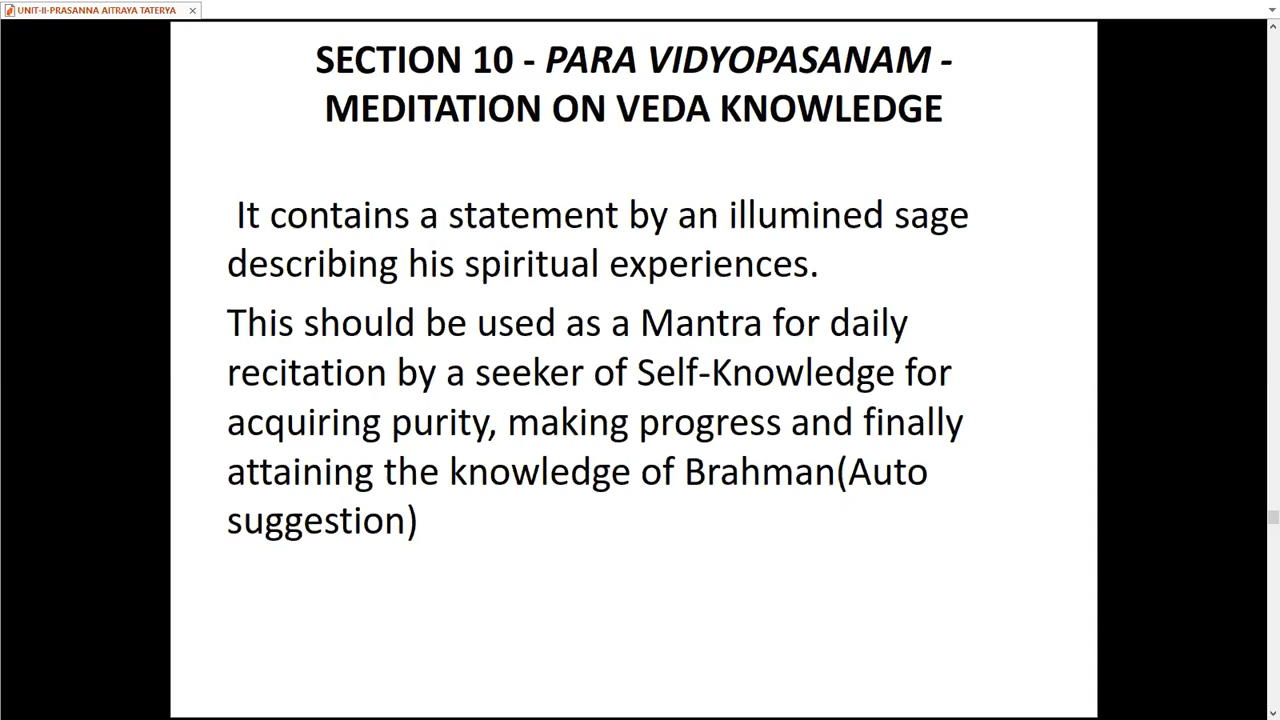 UNIT-II-PRASANNA AITRAYA TATERYA
SECTION 10 - PARA VIDYOPASANAM -
MEDITATION ON VEDA KNOWLEDGE
It contains a statement by an illumined sage
describing his spiritual experiences.
This should be used as a Mantra for daily
recitation by a seeker of Self-Knowledge for
acquiring purity, making progress and finally
attaining the knowledge of Brahman(Auto
suggestion)